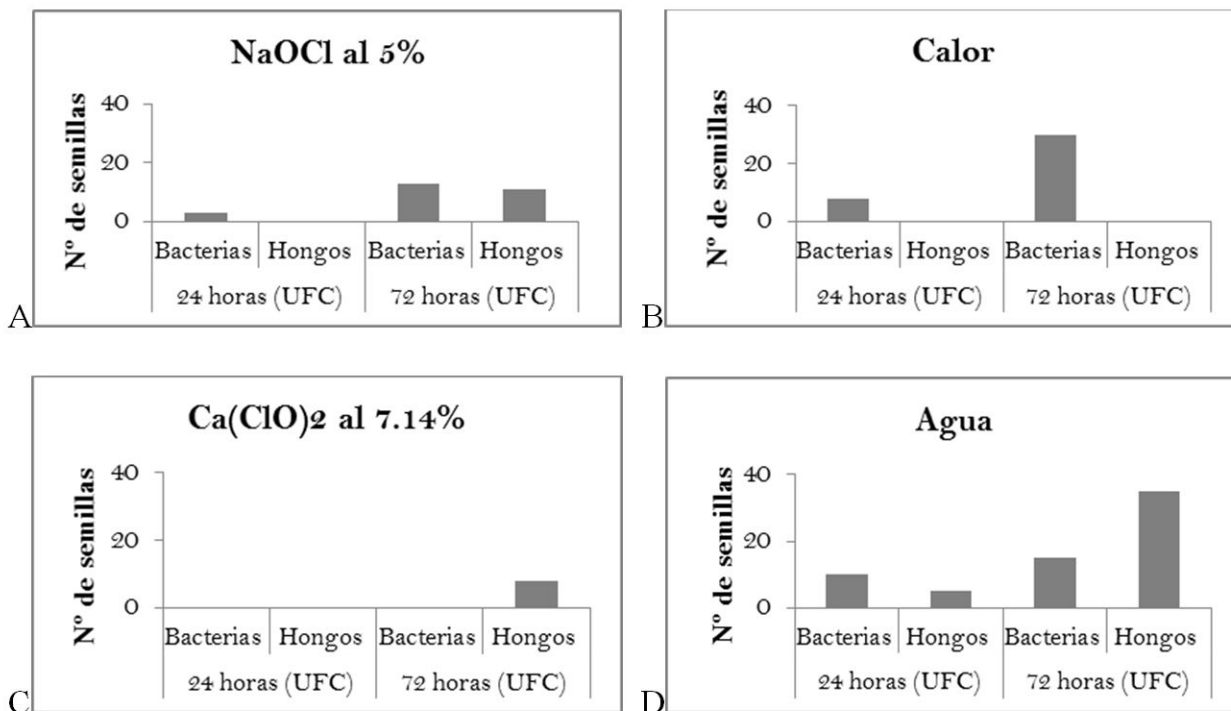 NaOCl al 5%
Nº de semillas
40
20
0
Bacterias Hongos Bacterias Hongos
24 horas (UFC) 72 horas (UFC)
A
Calor
Nº de semillas
40
20
0
Bacterias Hongos Bacterias Hongos
24 horas (UFC) 72 horas (UFC)
B
Ca(ClO)2 al 7.14%
Nº de semillas
40
20
0
Bacterias Hongos Bacterias Hongos
24 horas (UFC) 72 horas (UFC)
C
Agua
Nº de semillas
40
20
0
Bacterias Hongos Bacterias Hongos
24 horas (UFC) 72 horas (UFC)
D